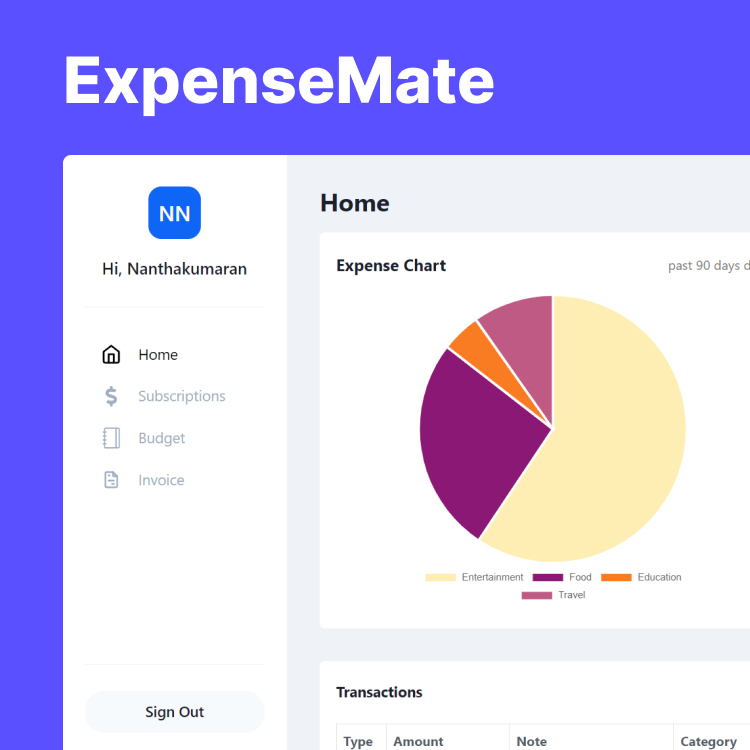 ExpenseMate
NN
Hi, Nanthakumaran
Home
Subscriptions
Budget
Invoice
Sign Out
Home
Expense Chart
past 90 days d
Entertainment
Food
Education
Travel
Transactions
Type
Amount
Note
Category